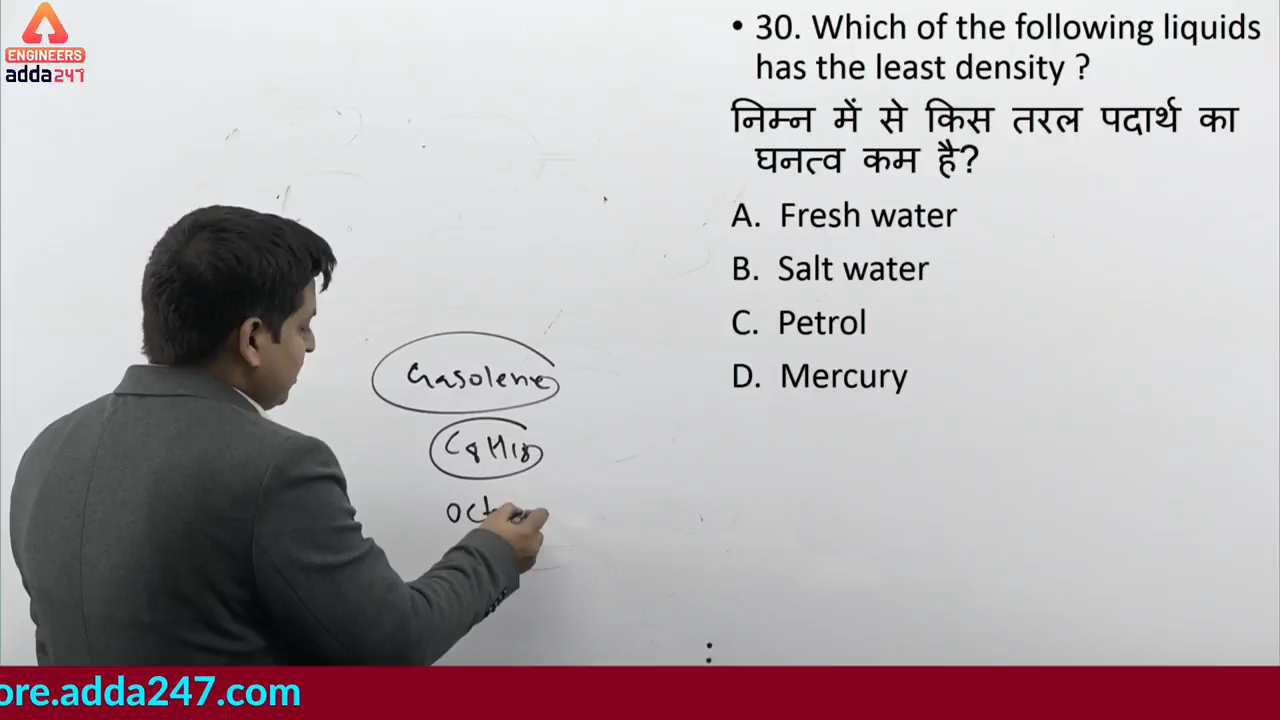 ENGINEERS
adda247
• 30. Which of the following liquids
has the least density ?
निम्न में से किस तरल पदार्थ का
घनत्व कम है?
A. Fresh water
B. Salt water
C. Petrol
D. Mercury
Gasolene
C8H18
oct
ore.adda247.com